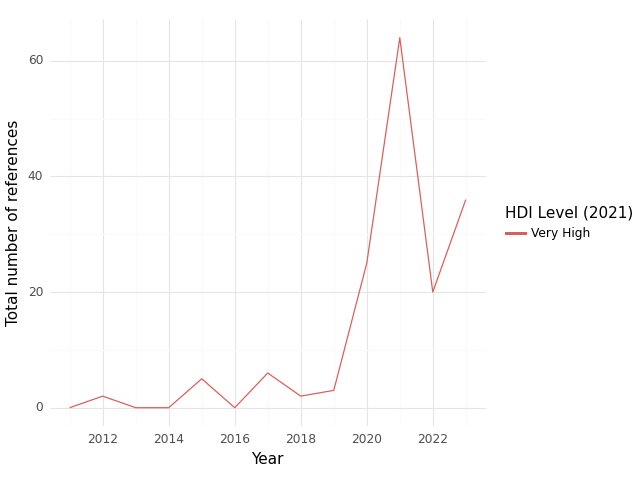 60
40
20
0
Total number of references
2012 2014 2016 2018 2020 2022
Year
HDI Level (2021)
Very High